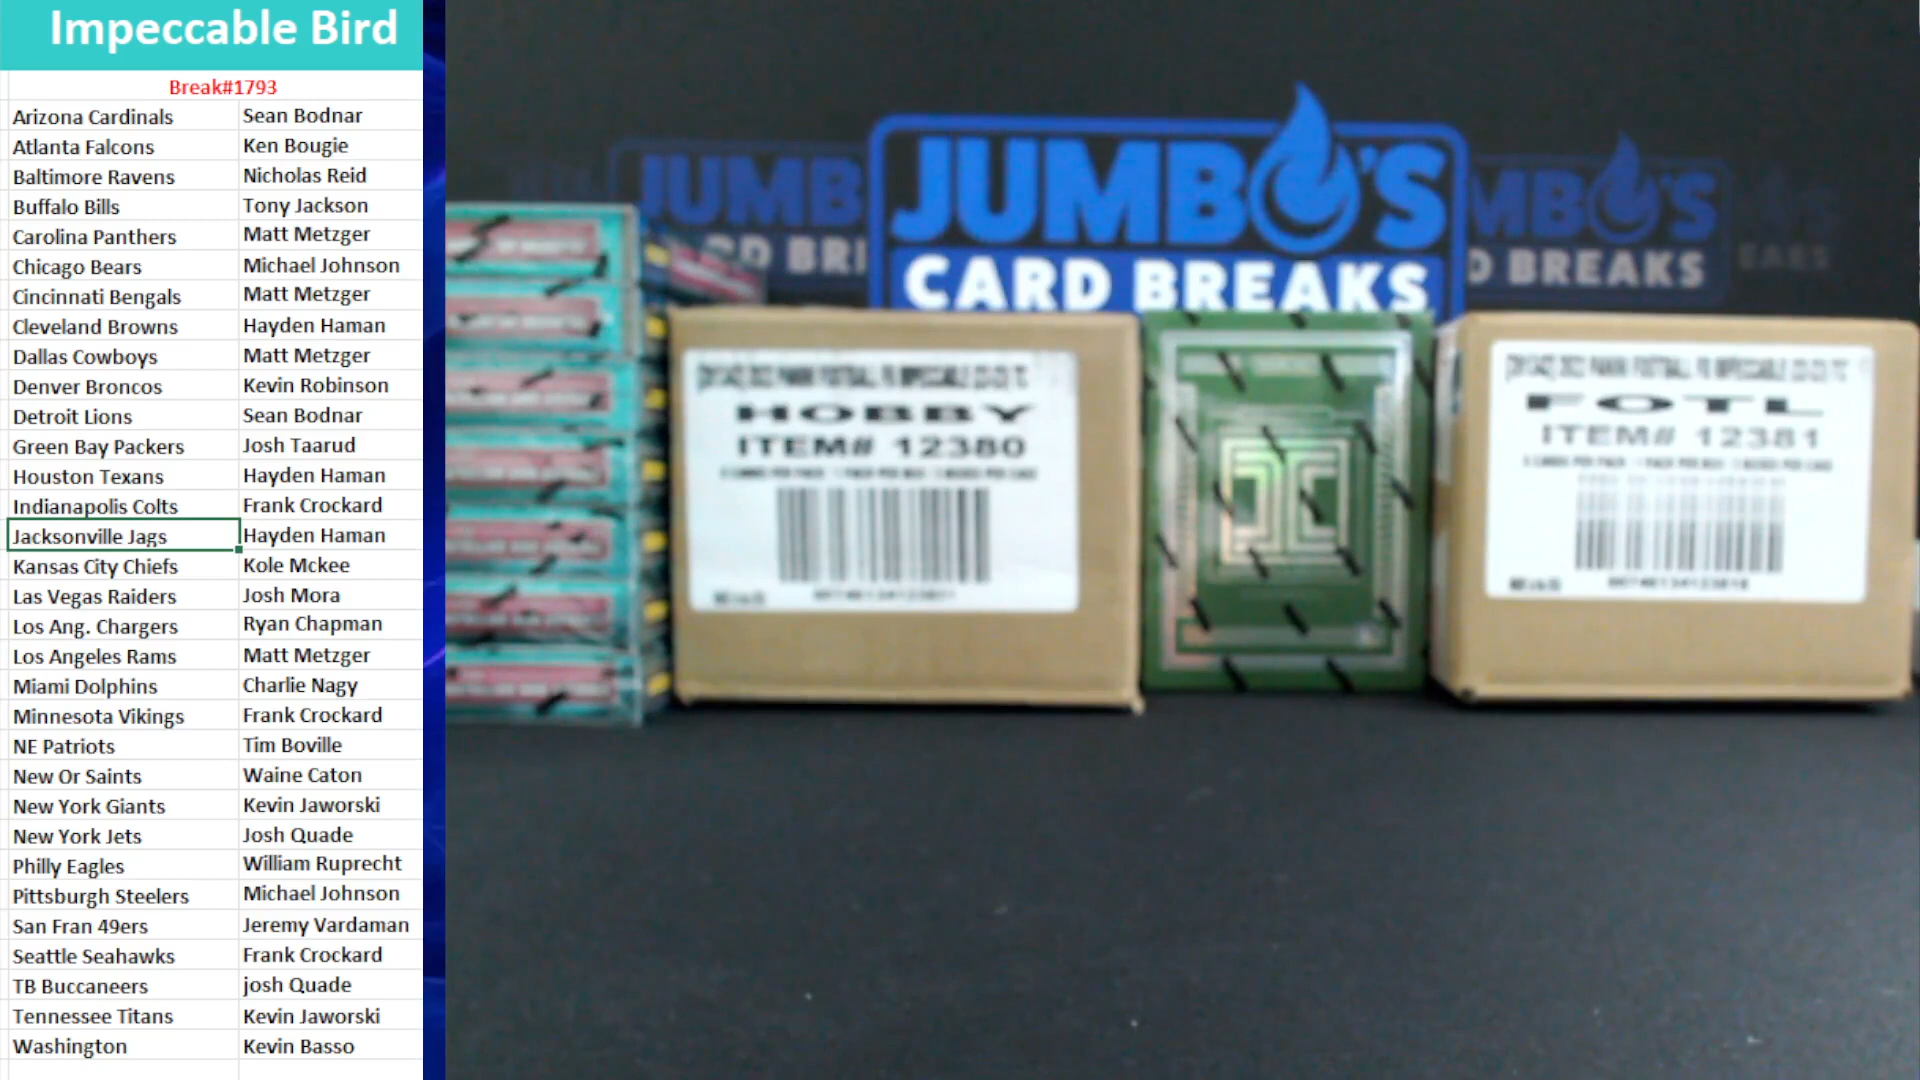 Impeccable Bird
Break#1793
Arizona Cardinals Sean Bodnar
Atlanta Falcons Ken Bougie
Baltimore Ravens Nicholas Reid
Buffalo Bills Tony Jackson
Carolina Panthers Matt Metzger
Chicago Bears Michael Johnson
Cincinnati Bengals Matt Metzger
Cleveland Browns Hayden Haman
Dallas Cowboys Matt Metzger
Denver Broncos Kevin Robinson
Detroit Lions Sean Bodnar
Green Bay Packers Josh Taarud
Houston Texans Hayden Haman
Indianapolis Colts Frank Crockard
Jacksonville Jags Hayden Haman
Kansas City Chiefs Kole Mckee
Las Vegas Raiders Josh Mora
Los Ang. Chargers Ryan Chapman
Los Angeles Rams Matt Metzger
Miami Dolphins Charlie Nagy
Minnesota Vikings Frank Crockard
NE Patriots Tim Boville
New Or Saints Waine Caton
New York Giants Kevin Jaworski
New York Jets Josh Quade
Philly Eagles William Ruprecht
Pittsburgh Steelers Michael Johnson
San Fran 49ers Jeremy Vardaman
Seattle Seahawks Frank Crockard
TB Buccaneers josh Quade
Tennessee Titans Kevin Jaworski
Washington Kevin Basso
JUMBO'S
CARD BREAKS
HOBBY
ITEM# 12380
FOTL
ITEM# 12381